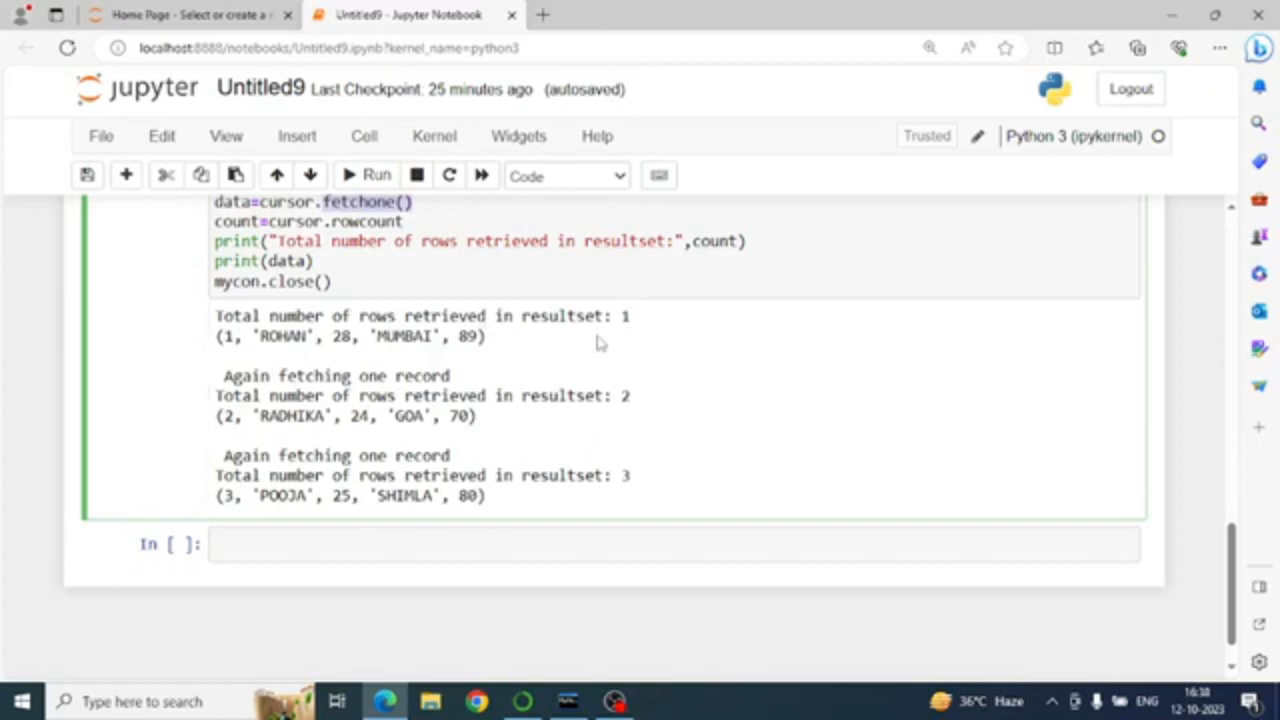 Home Page - Select or create a n
Untitled9 - Jupyter Notebook
localhost:8888/notebooks/Untitled9.ipynb?kernel_name=python3
jupyter Untitled9 Last Checkpoint: 25 minutes ago (autosaved)
Logout
File Edit View Insert Cell Kernel Widgets Help
Trusted
Python 3 (ipykernel)
Run
Code
data=cursor.fetchone()
count=cursor.rowcount
print("Total number of rows retrieved in resultset:",count)
print(data)
mycon.close()
Total number of rows retrieved in resultset: 1
(1, 'ROHAN', 28, 'MUMBAI', 89)
Again fetching one record
Total number of rows retrieved in resultset: 2
(2, 'RADHIKA', 24, 'GOA', 70)
Again fetching one record
Total number of rows retrieved in resultset: 3
(3, 'POOJA', 25, 'SHIMLA', 80)
In [ ]:
Type here to search
36°C Haze
ENG
16:38
12-10-2023